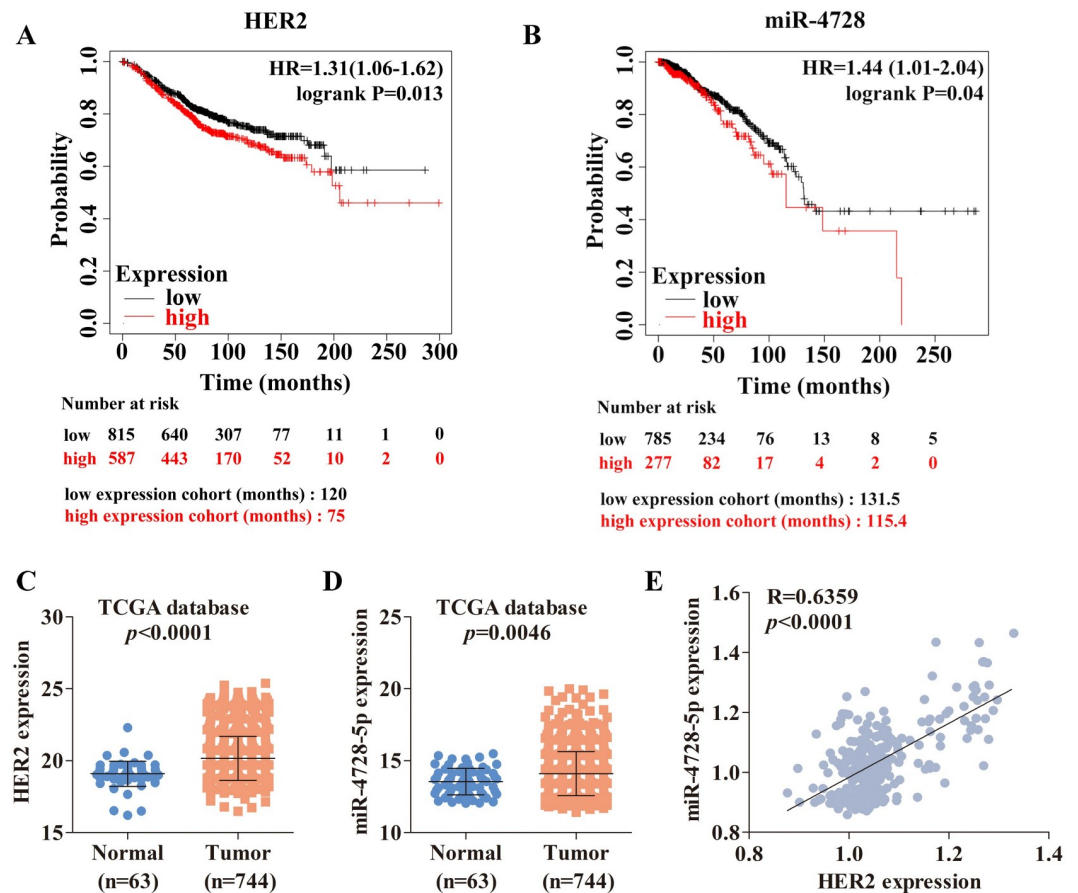 HER2
A
HR=1.31(1.06-1.62)
logrank P=0.013
Probability
1.0
0.8
0.6
0.4
0.2
0.0
Expression
low
high
0 50 100 150 200 250 300
Time (months)
Number at risk
low 815 640 307 77 11 1 0
high 587 443 170 52 10 2 0
low expression cohort (months) : 120
high expression cohort (months) : 75
miR-4728
B
HR=1.44 (1.01-2.04)
logrank P=0.04
Probability
1.0
0.8
0.6
0.4
0.2
0.0
Expression
low
high
0 50 100 150 200 250
Time (months)
Number at risk
low 785 234 76 13 8 5
high 277 82 17 4 2 0
low expression cohort (months) : 131.5
high expression cohort (months) : 115.4
C
TCGA database
p<0.0001
HER2 expression
30
25
20
15
Normal Tumor
(n=63) (n=744)
D
TCGA database
p=0.0046
miR-4728-5p expression
25
20
15
10
Normal Tumor
(n=63) (n=744)
E
R=0.6359
p<0.0001
miR-4728-5p expression
1.6
1.4
1.2
1.0
0.8
0.8 1.0 1.2 1.4
HER2 expression